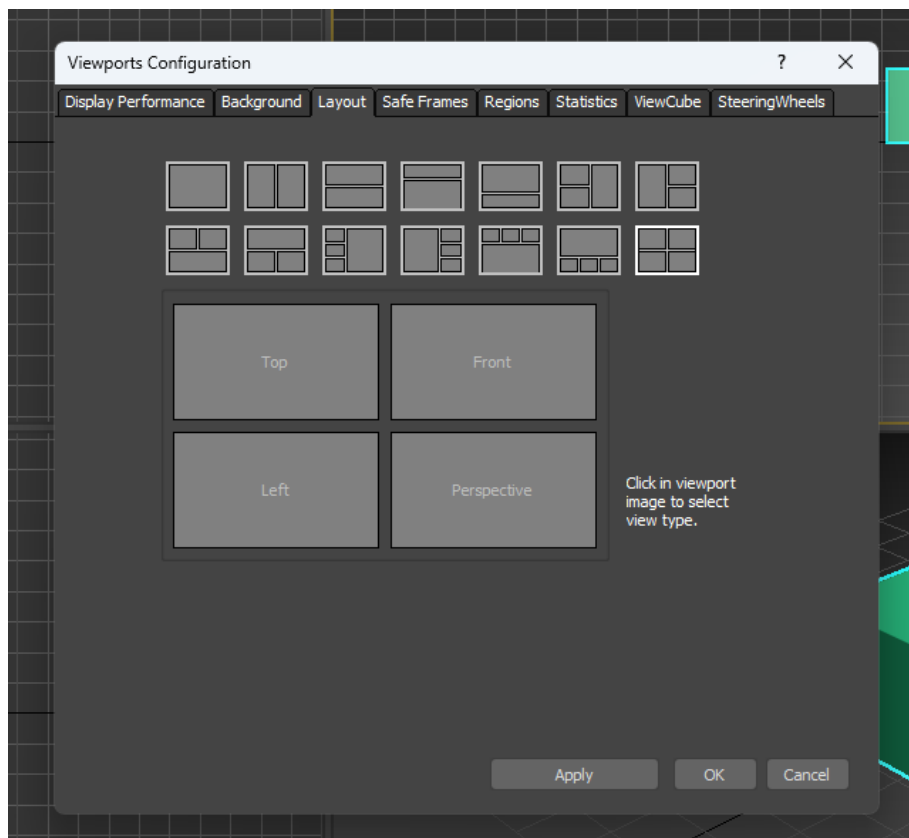 Viewports Configuration ?
Display Performance Background Layout Safe Frames Regions Statistics ViewCube SteeringWheels
Top Front
Left Perspective
Click in viewport
image to select
view type.
Apply OK Cancel